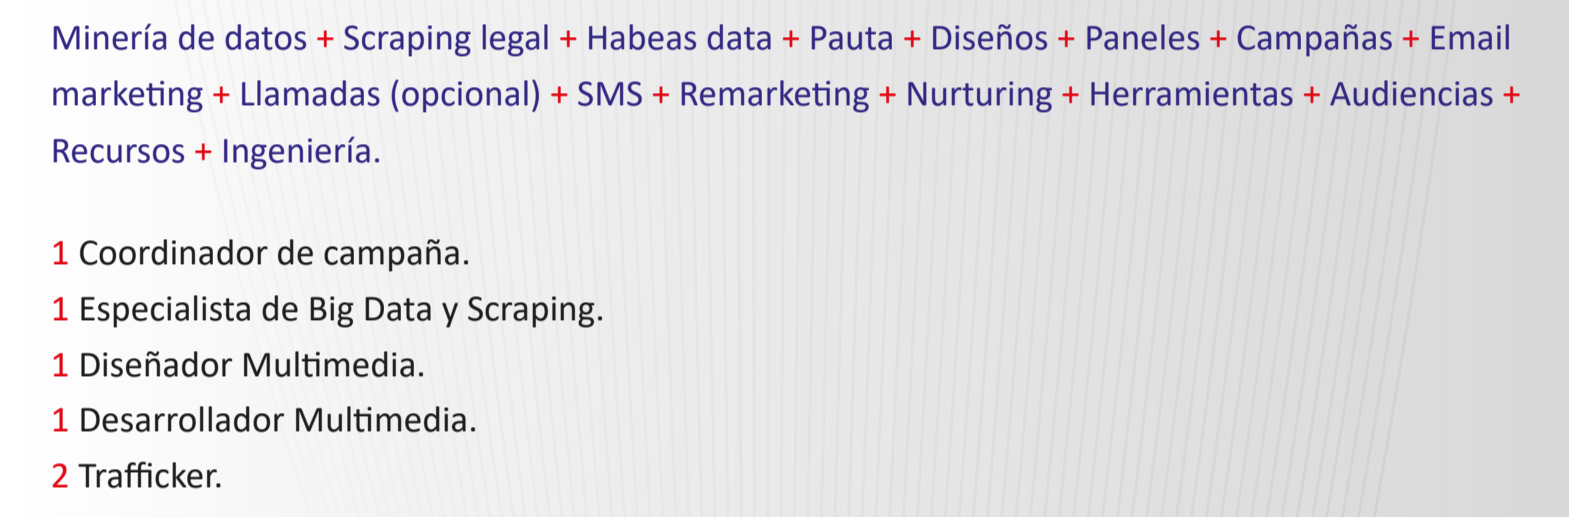 Minería de datos + Scraping legal + Habeas data + Pauta + Diseños + Paneles + Campañas + Email
marketing + Llamadas (opcional) + SMS + Remarketing + Nurturing + Herramientas + Audiencias +
Recursos + Ingeniería.
1 Coordinador de campaña.
1 Especialista de Big Data y Scraping.
1 Diseñador Multimedia.
1 Desarrollador Multimedia.
2 Trafficker.